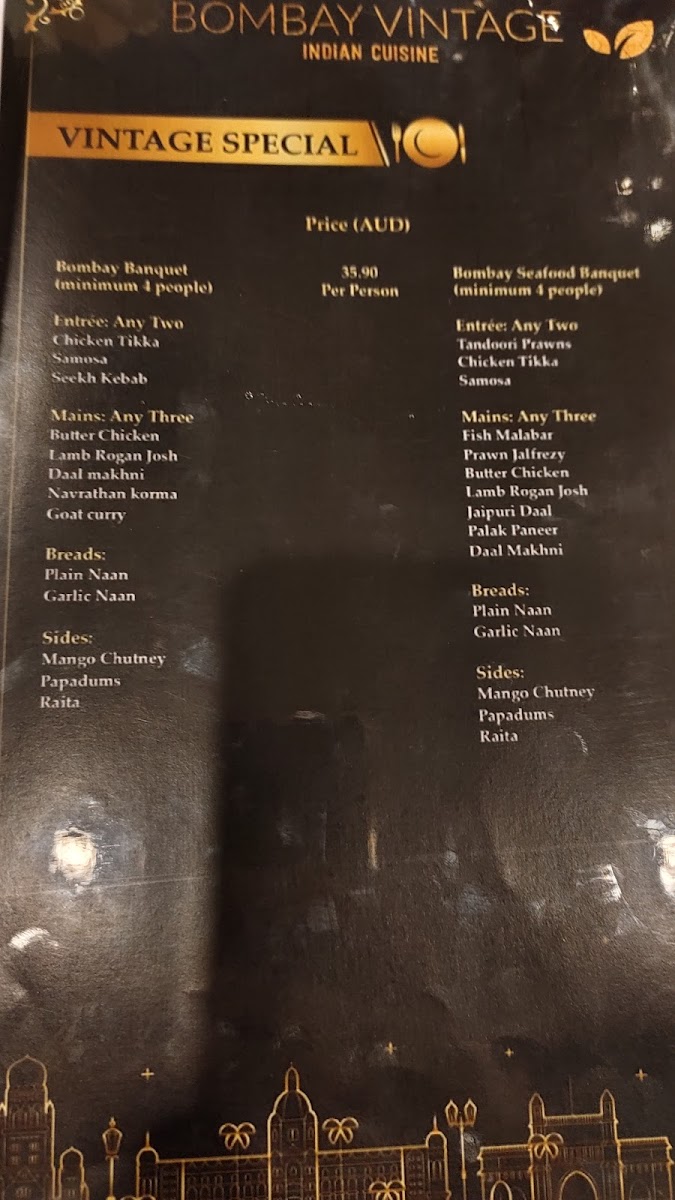 BOMBAY VINTAGE
INDIAN CUISINE
VINTAGE SPECIAL
Price (AUD)
Bombay Banquet
(minimum 4 people)
35.90
Per Person
Entrée: Any Two
Chicken Tikka
Samosa
Seekh Kebab
Mains: Any Three
Butter Chicken
Lamb Rogan Josh
Daal makhni
Navrathan korma
Goat curry
Breads:
Plain Naan
Garlic Naan
Sides:
Mango Chutney
Papadums
Raita
Bombay Seafood Banquet
(minimum 4 people)
Entrée: Any Two
Tandoori Prawns
Chicken Tikka
Samosa
Mains: Any Three
Fish Malabar
Prawn Jalfrezy
Butter Chicken
Lamb Rogan Josh
Jaipuri Daal
Palak Paneer
Daal Makhni
Breads:
Plain Naan
Garlic Naan
Sides:
Mango Chutney
Papadums
Raita